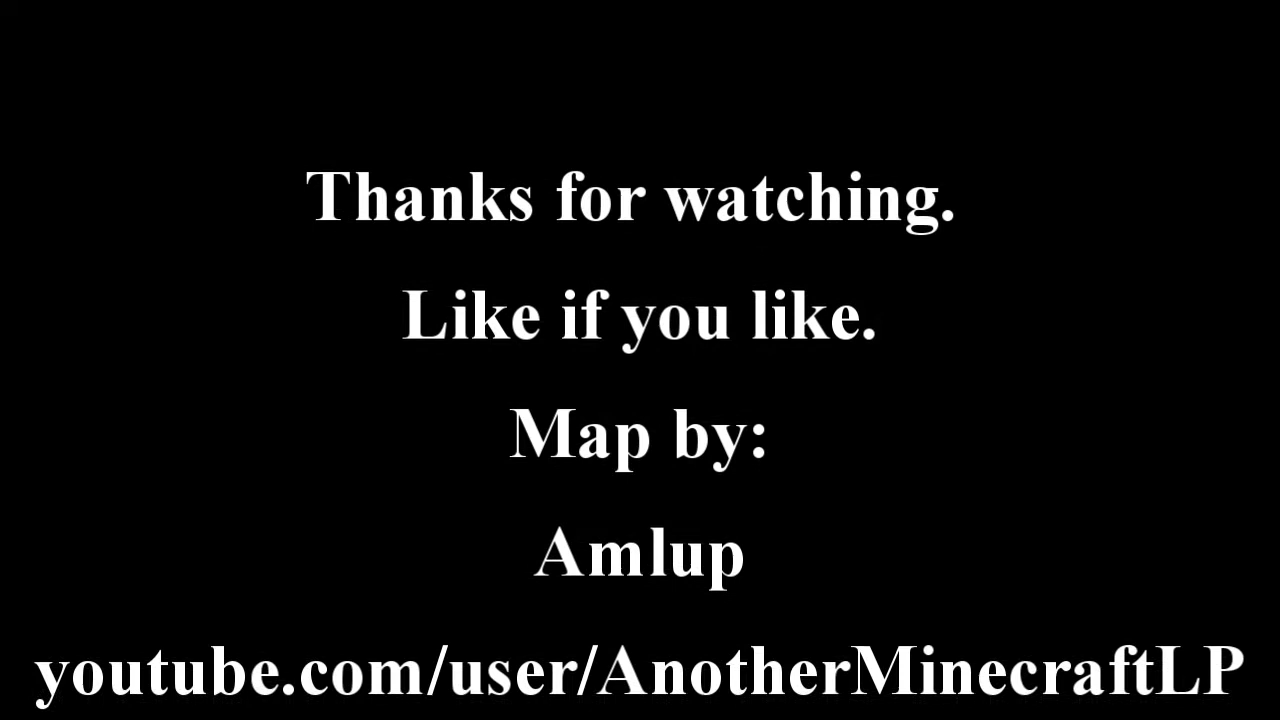 Thanks for watching.
Like if you like.
Map by:
Amlup
youtube.com/user/AnotherMinecraftLP